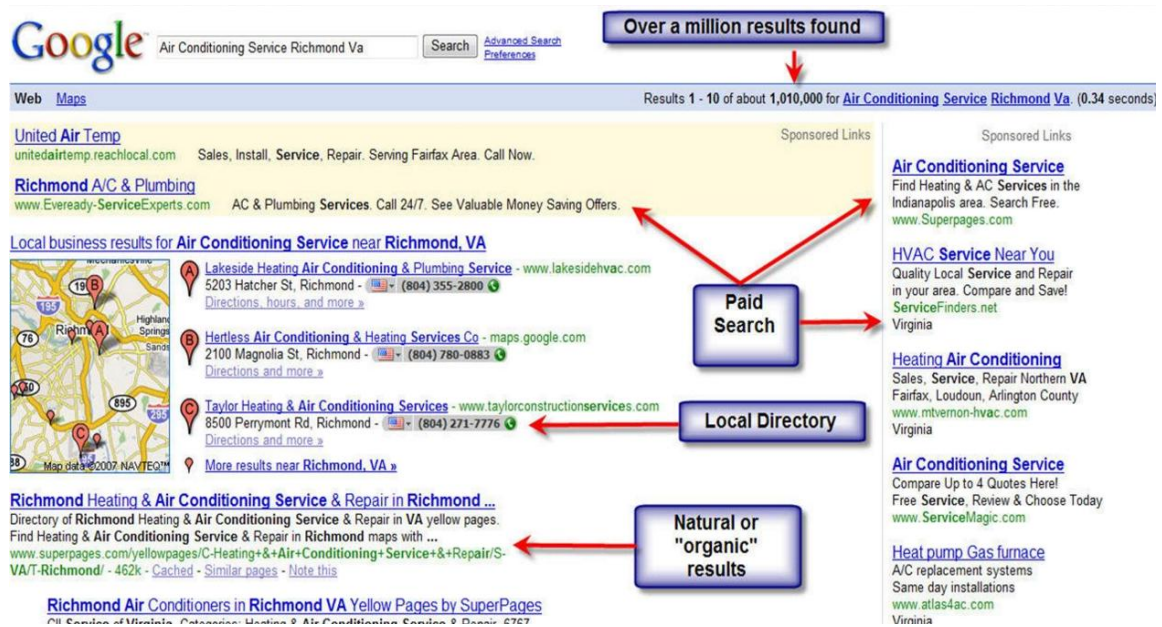 Google
Air Conditioning Service Richmond Va
Search
Advanced Search
Preferences
Over a million results found
Web Maps
Results 1 - 10 of about 1,010,000 for Air Conditioning Service Richmond Va. (0.34 seconds)
United Air Temp
Sponsored Links
unitedairtemp.reachlocal.com Sales, Install, Service, Repair. Serving Fairfax Area. Call Now.
Richmond A/C & Plumbing
www.Eveready-ServiceExperts.com AC & Plumbing Services. Call 24/7. See Valuable Money Saving Offers.
Local business results for Air Conditioning Service near Richmond, VA
A
Lakeside Heating Air Conditioning & Plumbing Service - www.lakesidehvac.com
5203 Hatcher St, Richmond - (804) 355-2800
Directions, hours, and more »
B
Hertless Air Conditioning & Heating Services Co - maps.google.com
2100 Magnolia St, Richmond - (804) 780-0883
Directions and more »
C
Taylor Heating & Air Conditioning Services - www.taylorconstructionservices.com
8500 Perrymont Rd, Richmond - (804) 271-7776
Directions and more »
More results near Richmond, VA »
B
195
Highland
Springs
A
76
Sands
895
295
C
Map data ©2007 NAVTEQ™
Richmond Heating & Air Conditioning Service & Repair in Richmond ...
Directory of Richmond Heating & Air Conditioning Service & Repair in VA yellow pages.
Find Heating & Air Conditioning Service & Repair in Richmond maps with ...
www.superpages.com/yellowpages/C-Heating+&+Air+Conditioning+Service+&+Repair/S-
VA/T-Richmond/ - 462k - Cached - Similar pages - Note this
Richmond Air Conditioners in Richmond VA Yellow Pages by SuperPages
Paid
Search
Local Directory
Natural or
"organic"
results
Sponsored Links
Air Conditioning Service
Find Heating & AC Services in the
Indianapolis area. Search Free.
www.Superpages.com
HVAC Service Near You
Quality Local Service and Repair
in your area. Compare and Save!
ServiceFinders.net
Virginia
Heating Air Conditioning
Sales, Service, Repair Northern VA
Fairfax, Loudoun, Arlington County
www.mtvernon-hvac.com
Virginia
Air Conditioning Service
Compare Up to 4 Quotes Here!
Free Service, Review & Choose Today
www.ServiceMagic.com
Heat pump Gas furnace
A/C replacement systems
Same day installations
www.atlas4ac.com
Virginia